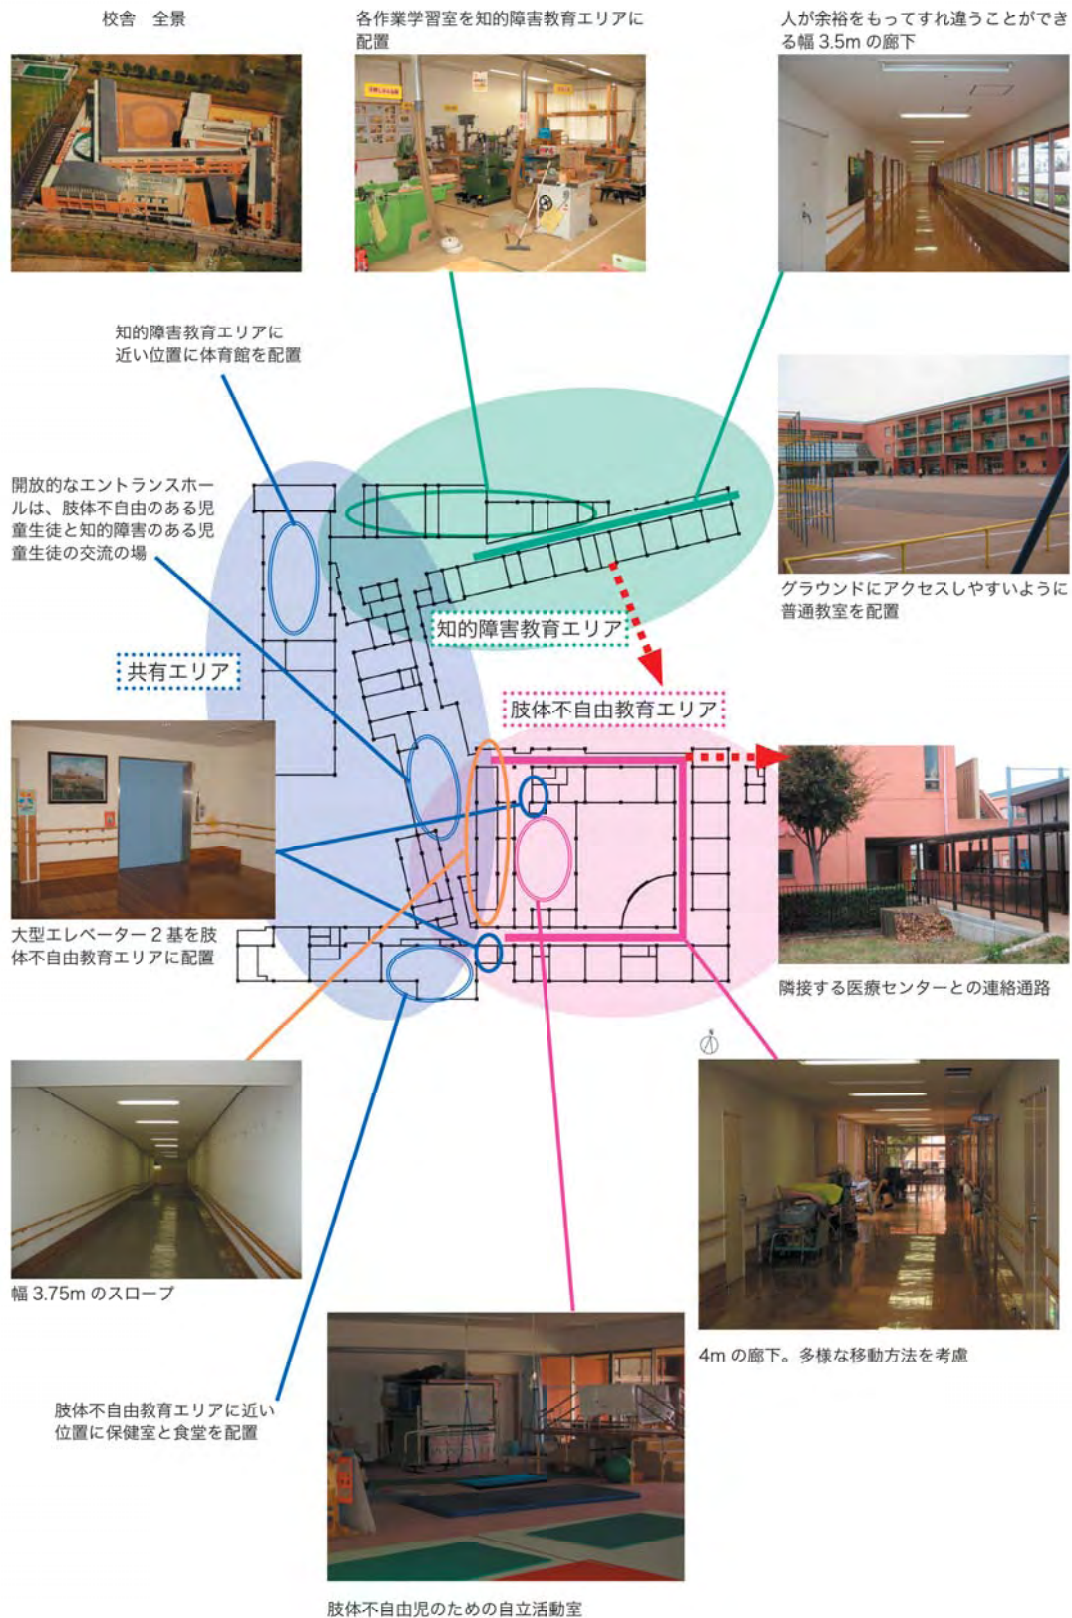 校舎　全景
各作業学習室を知的障害教育エリアに
配置
人が余裕をもってすれ違うことができ
る幅 3.5m の廊下
知的障害教育エリアに
近い位置に体育館を配置
開放的なエントランスホー
ルは、肢体不自由のある児
童生徒と知的障害のある児
童生徒の交流の場
グラウンドにアクセスしやすいように
普通教室を配置
知的障害教育エリア
共有エリア
肢体不自由教育エリア
大型エレベーター 2 基を肢
体不自由教育エリアに配置
隣接する医療センターとの連絡通路
N
幅 3.75m のスロープ
4m の廊下。多様な移動方法を考慮
肢体不自由教育エリアに近い
位置に保健室と食堂を配置
肢体不自由児のための自立活動室